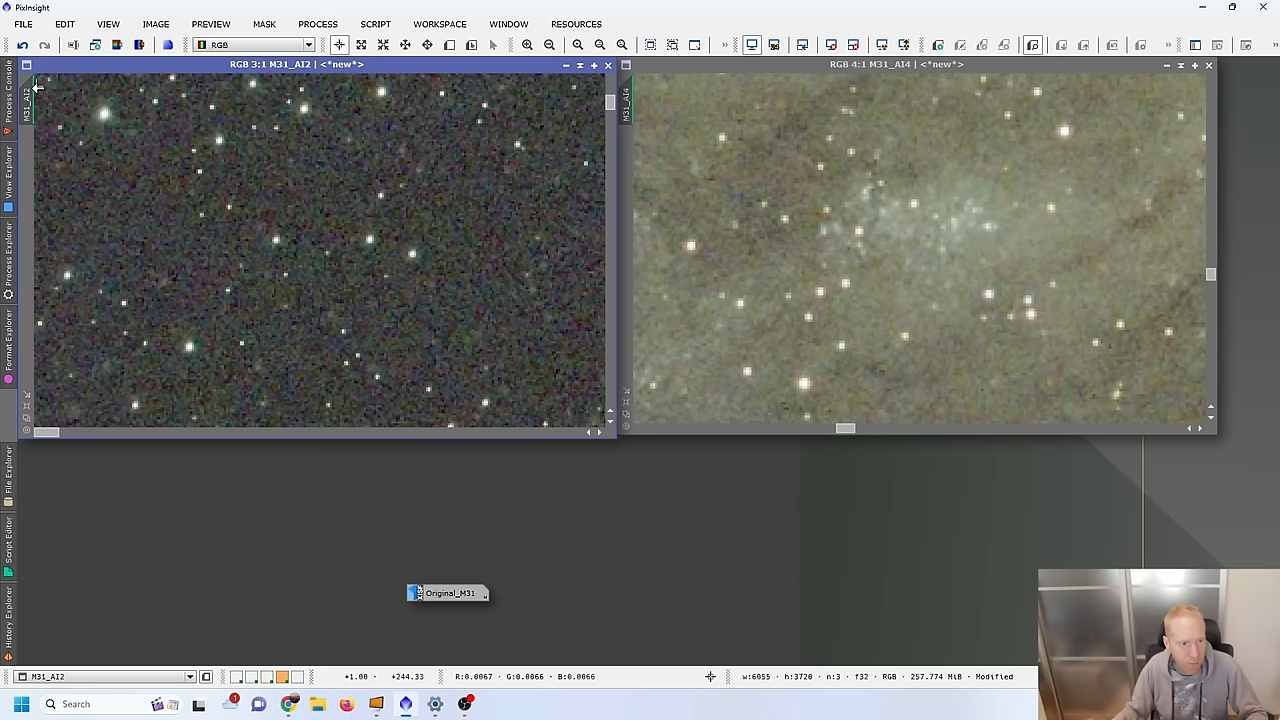 PixInsight
FILE EDIT VIEW IMAGE PREVIEW MASK PROCESS SCRIPT WORKSPACE WINDOW RESOURCES
RGB
RGB 3:1 M31_AI2 | <*new*>
RGB 4:1 M31_AI4 | <*new*>
M31_AI2
M31_AI4
Process Console
View Explorer
Process Explorer
Format Explorer
File Explorer
Script Editor
History Explorer
Original_M31
M31_AI2
+1.00 · +244.33
R:0.0067 · G:0.0066 · B:0.0066
w:6055 · h:3720 · n:3 · f32 · RGB · 257.774 MiB · Modified
Search
1